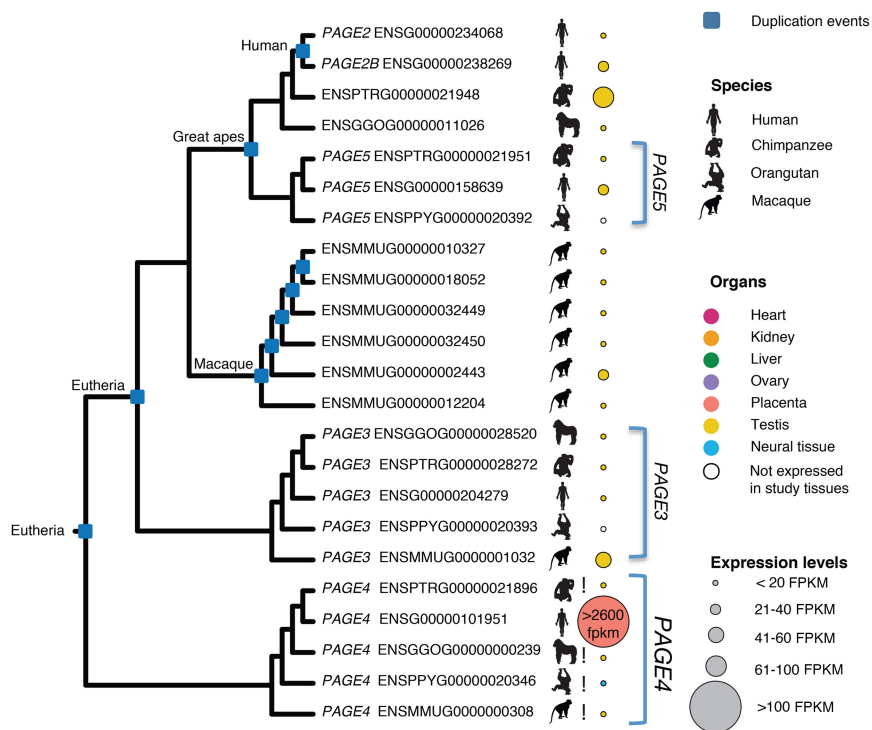 Human
PAGE2 ENSG00000234068
PAGE2B ENSG00000238269
ENSPTRG00000021948
ENSGGOG00000011026
Great apes
PAGE5 ENSPTRG00000021951
PAGE5 ENSG00000158639
PAGE5 ENSPPYG00000020392
PAGE5
ENSMMUG00000010327
ENSMMUG00000018052
ENSMMUG00000032449
ENSMMUG00000032450
ENSMMUG00000002443
ENSMMUG00000012204
Macaque
Eutheria
PAGE3 ENSGGOG00000028520
PAGE3 ENSPTRG00000028272
PAGE3 ENSG00000204279
PAGE3 ENSPPYG00000020393
PAGE3 ENSMMUG0000001032
PAGE3
Eutheria
PAGE4 ENSPTRG00000021896 !
PAGE4 ENSG00000101951
>2600
fpkm
PAGE4 ENSGGOG00000000239 !
PAGE4 ENSPPYG00000020346 !
PAGE4 ENSMMUG0000000308 !
PAGE4
Duplication events
Species
Human
Chimpanzee
Orangutan
Macaque
Organs
Heart
Kidney
Liver
Ovary
Placenta
Testis
Neural tissue
Not expressed
in study tissues
Expression levels
< 20 FPKM
21-40 FPKM
41-60 FPKM
61-100 FPKM
>100 FPKM